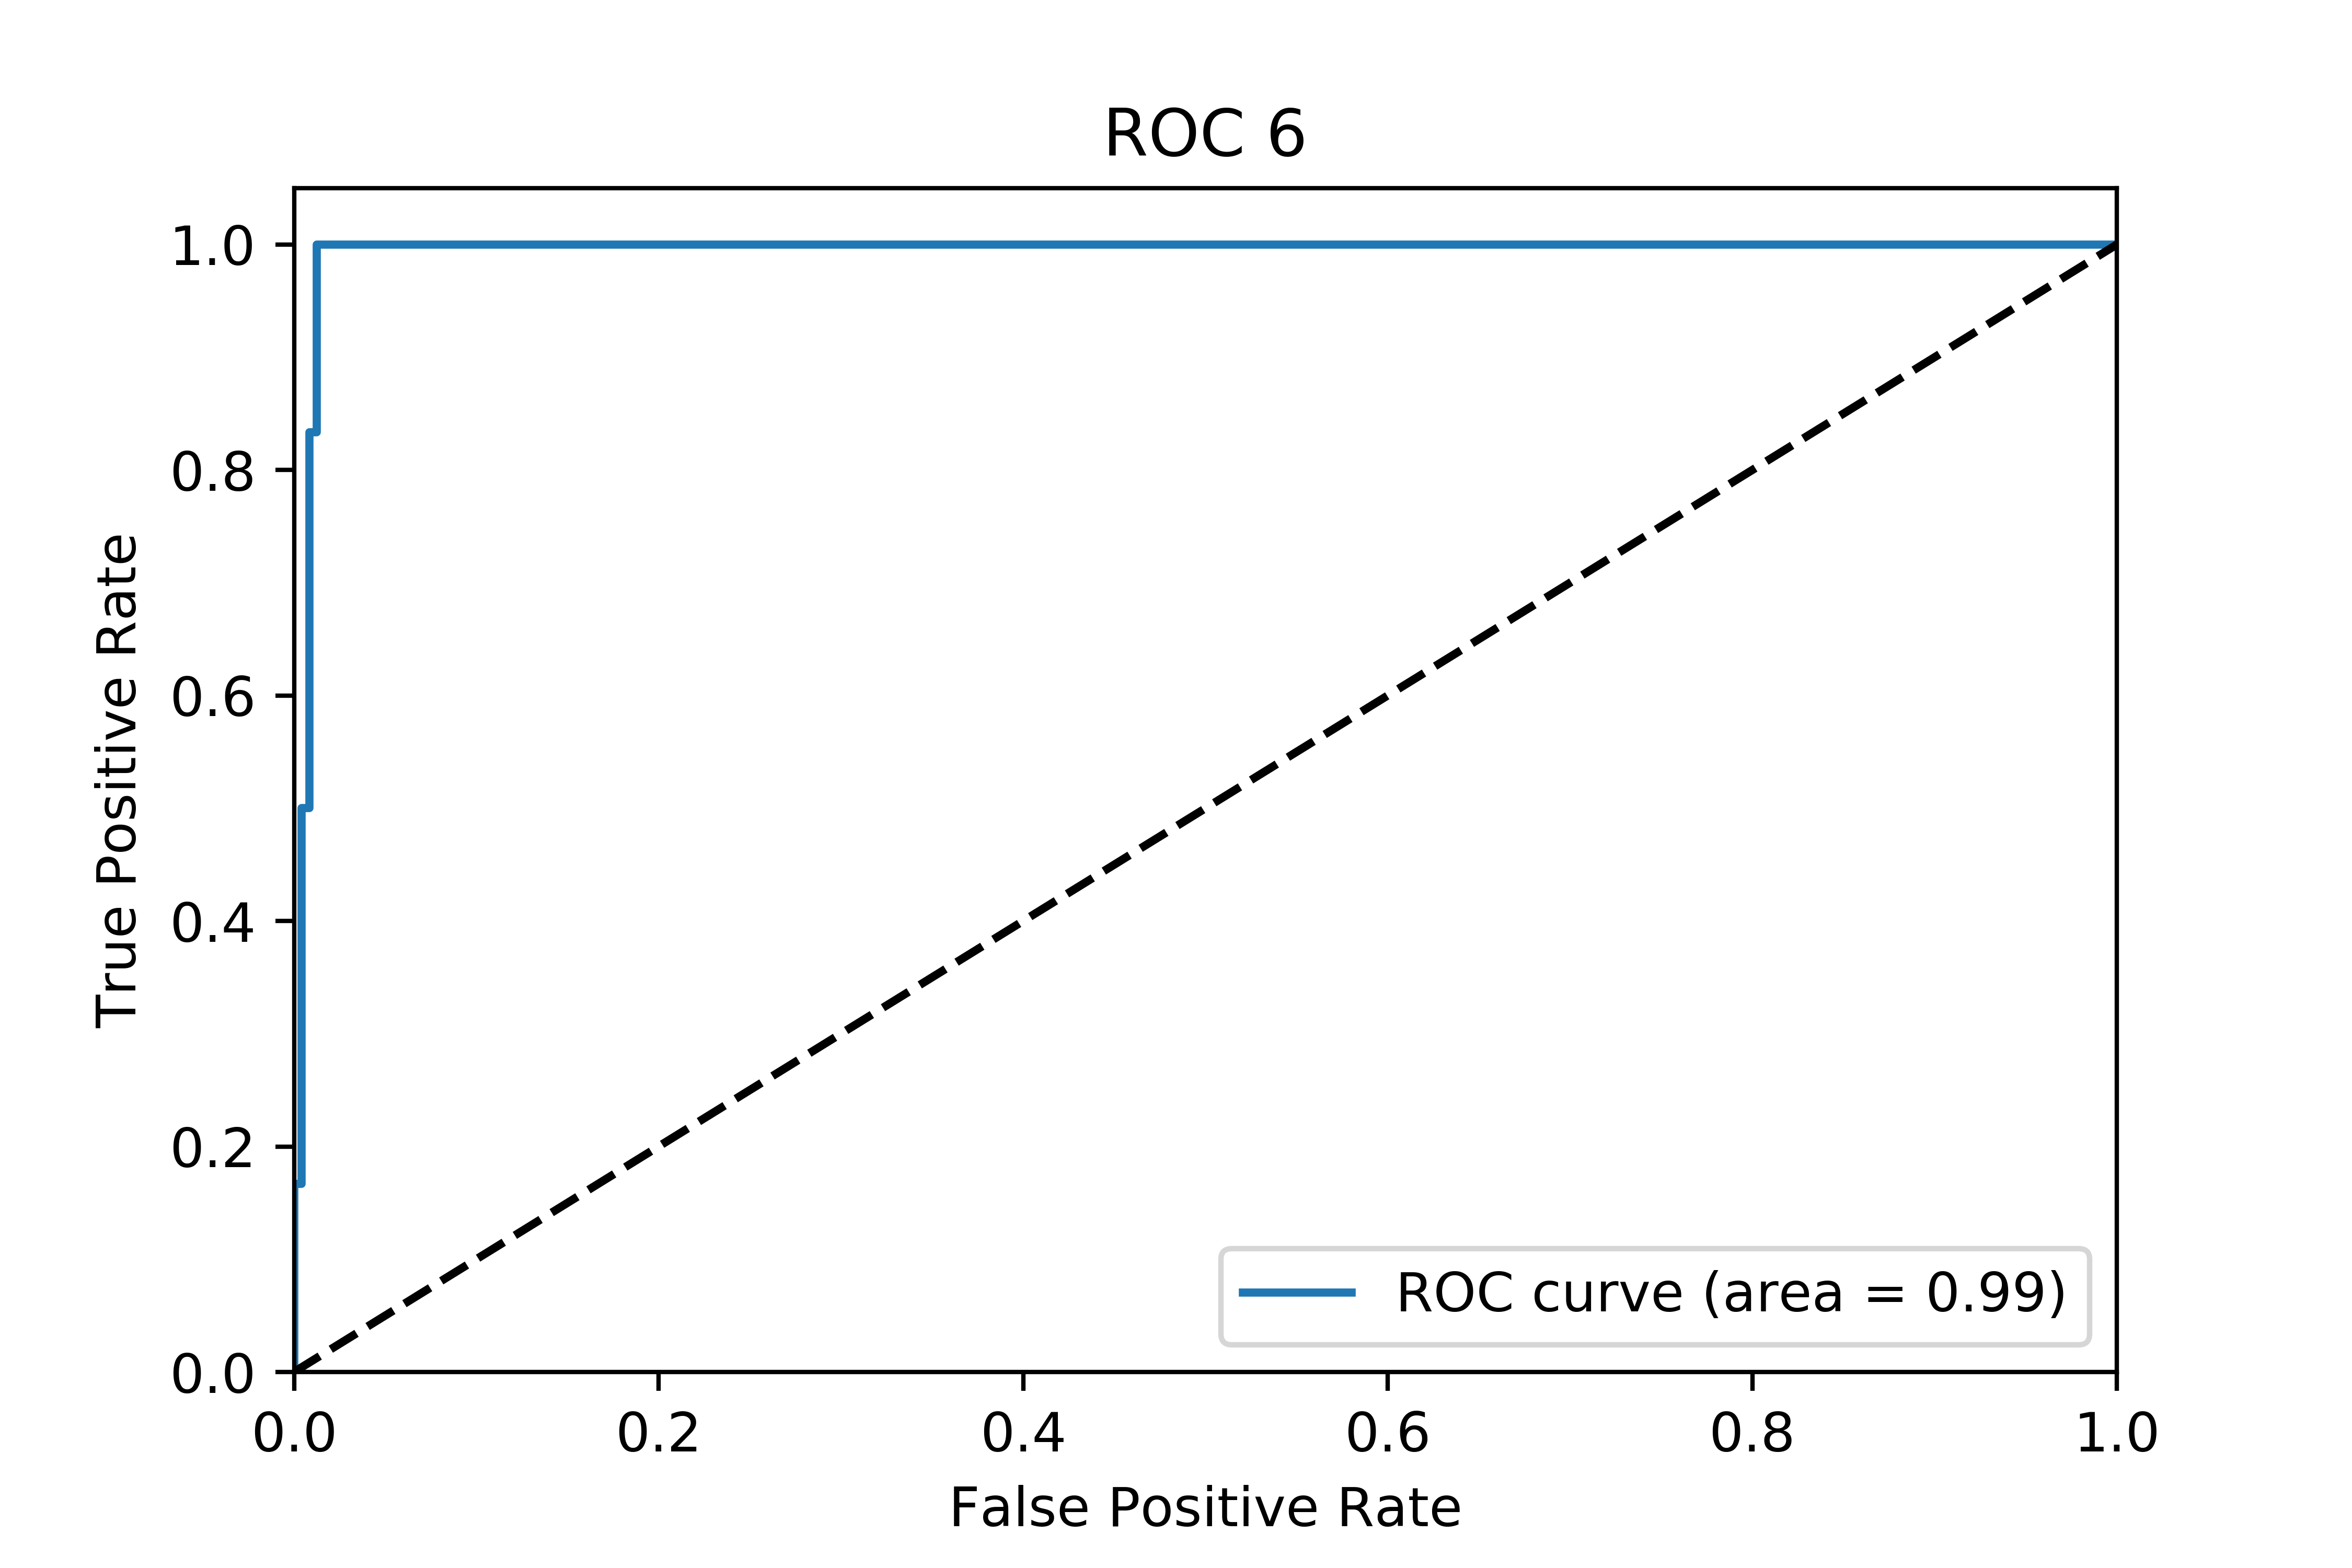 ROC 6
True Positive Rate
1.0
0.8
0.6
0.4
0.2
0.0
ROC curve (area = 0.99)
0.0 0.2 0.4 0.6 0.8 1.0
False Positive Rate